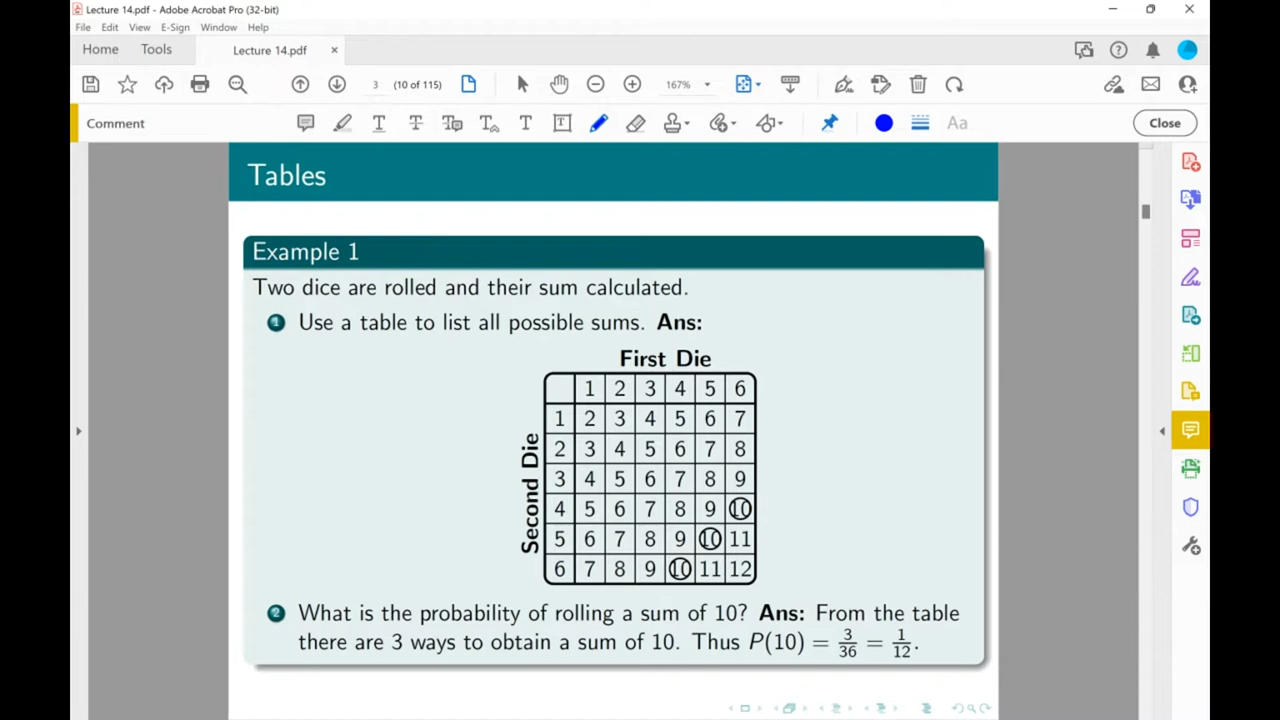 Lecture 14.pdf - Adobe Acrobat Pro (32-bit)
File Edit View E-Sign Window Help
Home Tools Lecture 14.pdf ×
3 (10 of 115) 167%
Comment Aa Close
Tables
Example 1
Two dice are rolled and their sum calculated.
1 Use a table to list all possible sums. Ans:
First Die
Second Die
1 2 3 4 5 6
1 2 3 4 5 6 7
2 3 4 5 6 7 8
3 4 5 6 7 8 9
4 5 6 7 8 9 10
5 6 7 8 9 10 11
6 7 8 9 10 11 12
2 What is the probability of rolling a sum of 10? Ans: From the table
there are 3 ways to obtain a sum of 10. Thus P(10) = 3/36 = 1/12.